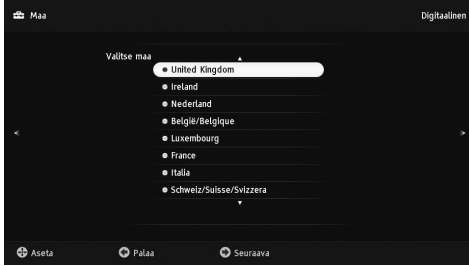 Maa
Digitaalinen
Valitse maa
United Kingdom
Ireland
Nederland
België/Belgique
Luxembourg
France
Italia
Schweiz/Suisse/Svizzera
Aseta Palaa Seuraava